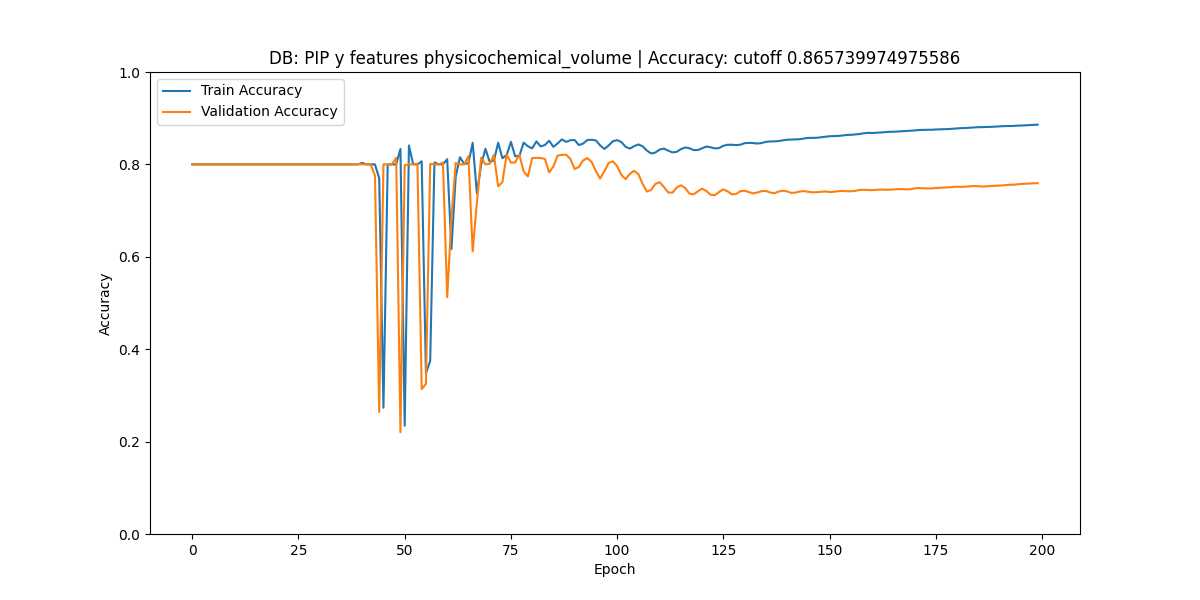 DB: PIP y features physicochemical_volume | Accuracy: cutoff 0.865739974975586
Train Accuracy
Validation Accuracy
1.0
0.8
0.6
0.4
0.2
0.0
Accuracy
0 25 50 75 100 125 150 175 200
Epoch